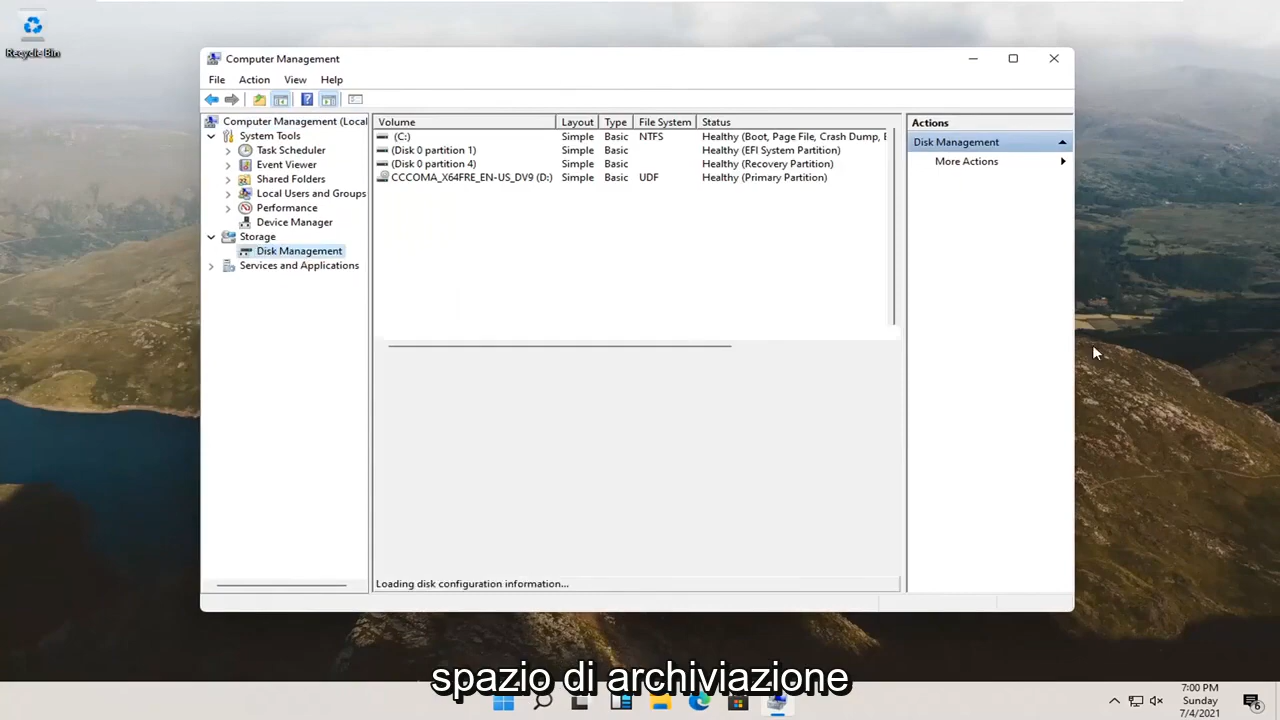 Recycle Bin
Computer Management
File Action View Help
Computer Management (Local
System Tools
Task Scheduler
Event Viewer
Shared Folders
Local Users and Groups
Performance
Device Manager
Storage
Disk Management
Services and Applications
Volume Layout Type File System Status
(C:) Simple Basic NTFS Healthy (Boot, Page File, Crash Dump, E
(Disk 0 partition 1) Simple Basic Healthy (EFI System Partition)
(Disk 0 partition 4) Simple Basic Healthy (Recovery Partition)
CCCOMA_X64FRE_EN-US_DV9 (D:) Simple Basic UDF Healthy (Primary Partition)
Loading disk configuration information...
Actions
Disk Management
More Actions
spazio di archiviazione
7:00 PM
Sunday
7/4/2021
6